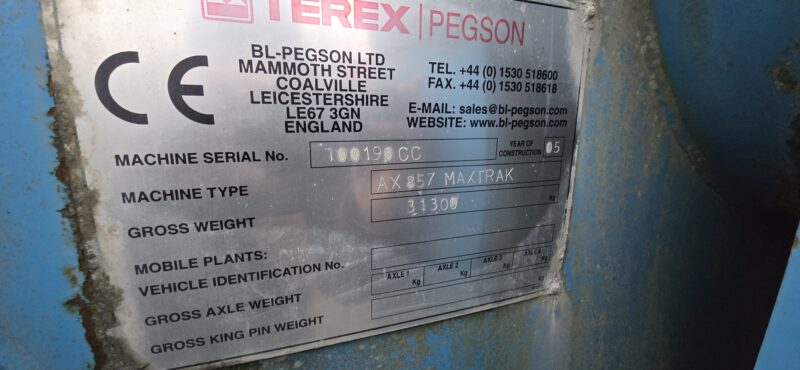 TEREX | PEGSON
CE
BL-PEGSON LTD
MAMMOTH STREET
COALVILLE
LEICESTERSHIRE
LE67 3GN
ENGLAND
TEL. +44 (0) 1530 518600
FAX. +44 (0) 1530 518618
E-MAIL: sales@bl-pegson.com
WEBSITE: www.bl-pegson.com
MACHINE SERIAL No. 100190CC YEAR OF CONSTRUCTION 05
MACHINE TYPE AX857 MAXTRAK
GROSS WEIGHT 31300 Kg
MOBILE PLANTS:
VEHICLE IDENTIFICATION No.
GROSS AXLE WEIGHT AXLE 1 Kg AXLE 2 Kg AXLE 3 Kg AXLE 4 Kg
GROSS KING PIN WEIGHT